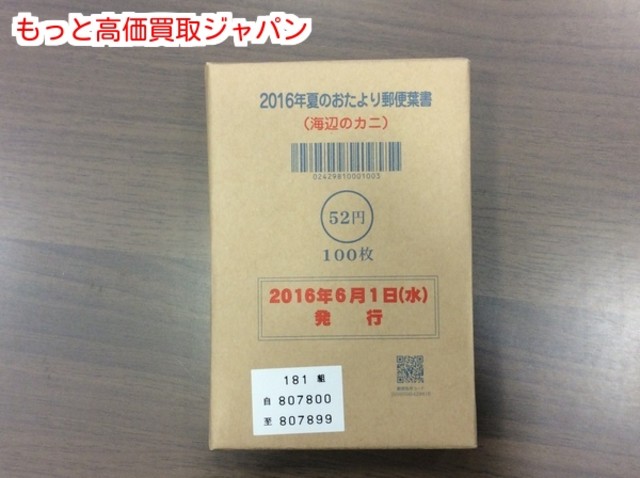 もっと高価買取ジャパン
2016年夏のおたより郵便葉書
(海辺のカニ)
02429810001003
52円
100枚
2016年6月1日(水)
発 行
181 組
自 807800
至 807899